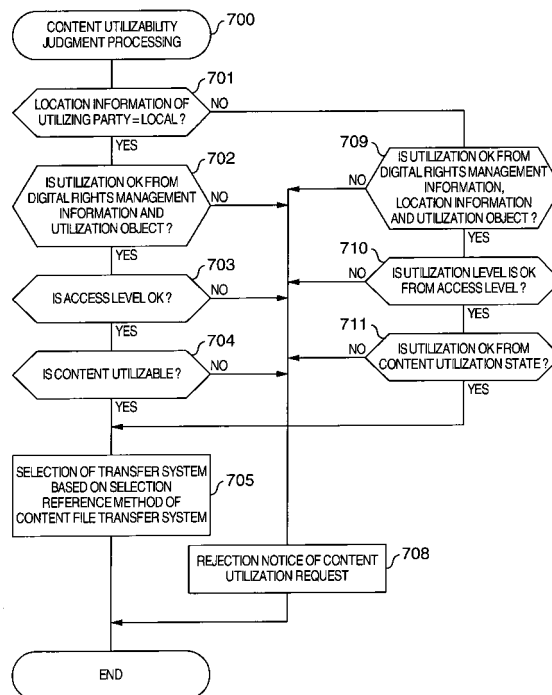 CONTENT UTILIZABILITY
JUDGMENT PROCESSING
700
701
LOCATION INFORMATION OF
UTILIZING PARTY = LOCAL ?
NO
YES
702
IS UTILIZATION OK FROM
DIGITAL RIGHTS MANAGEMENT
INFORMATION AND
UTILIZATION OBJECT ?
NO
YES
703
IS ACCESS LEVEL OK ?
NO
YES
704
IS CONTENT UTILIZABLE ?
NO
YES
709
IS UTILIZATION OK FROM
DIGITAL RIGHTS MANAGEMENT
INFORMATION,
LOCATION INFORMATION
AND UTILIZATION OBJECT ?
NO
YES
710
IS UTILIZATION LEVEL IS OK
FROM ACCESS LEVEL ?
NO
YES
711
IS UTILIZATION OK FROM
CONTENT UTILIZATION STATE ?
NO
YES
SELECTION OF TRANSFER SYSTEM
BASED ON SELECTION
REFERENCE METHOD OF
CONTENT FILE TRANSFER SYSTEM
705
REJECTION NOTICE OF CONTENT
UTILIZATION REQUEST
708
END